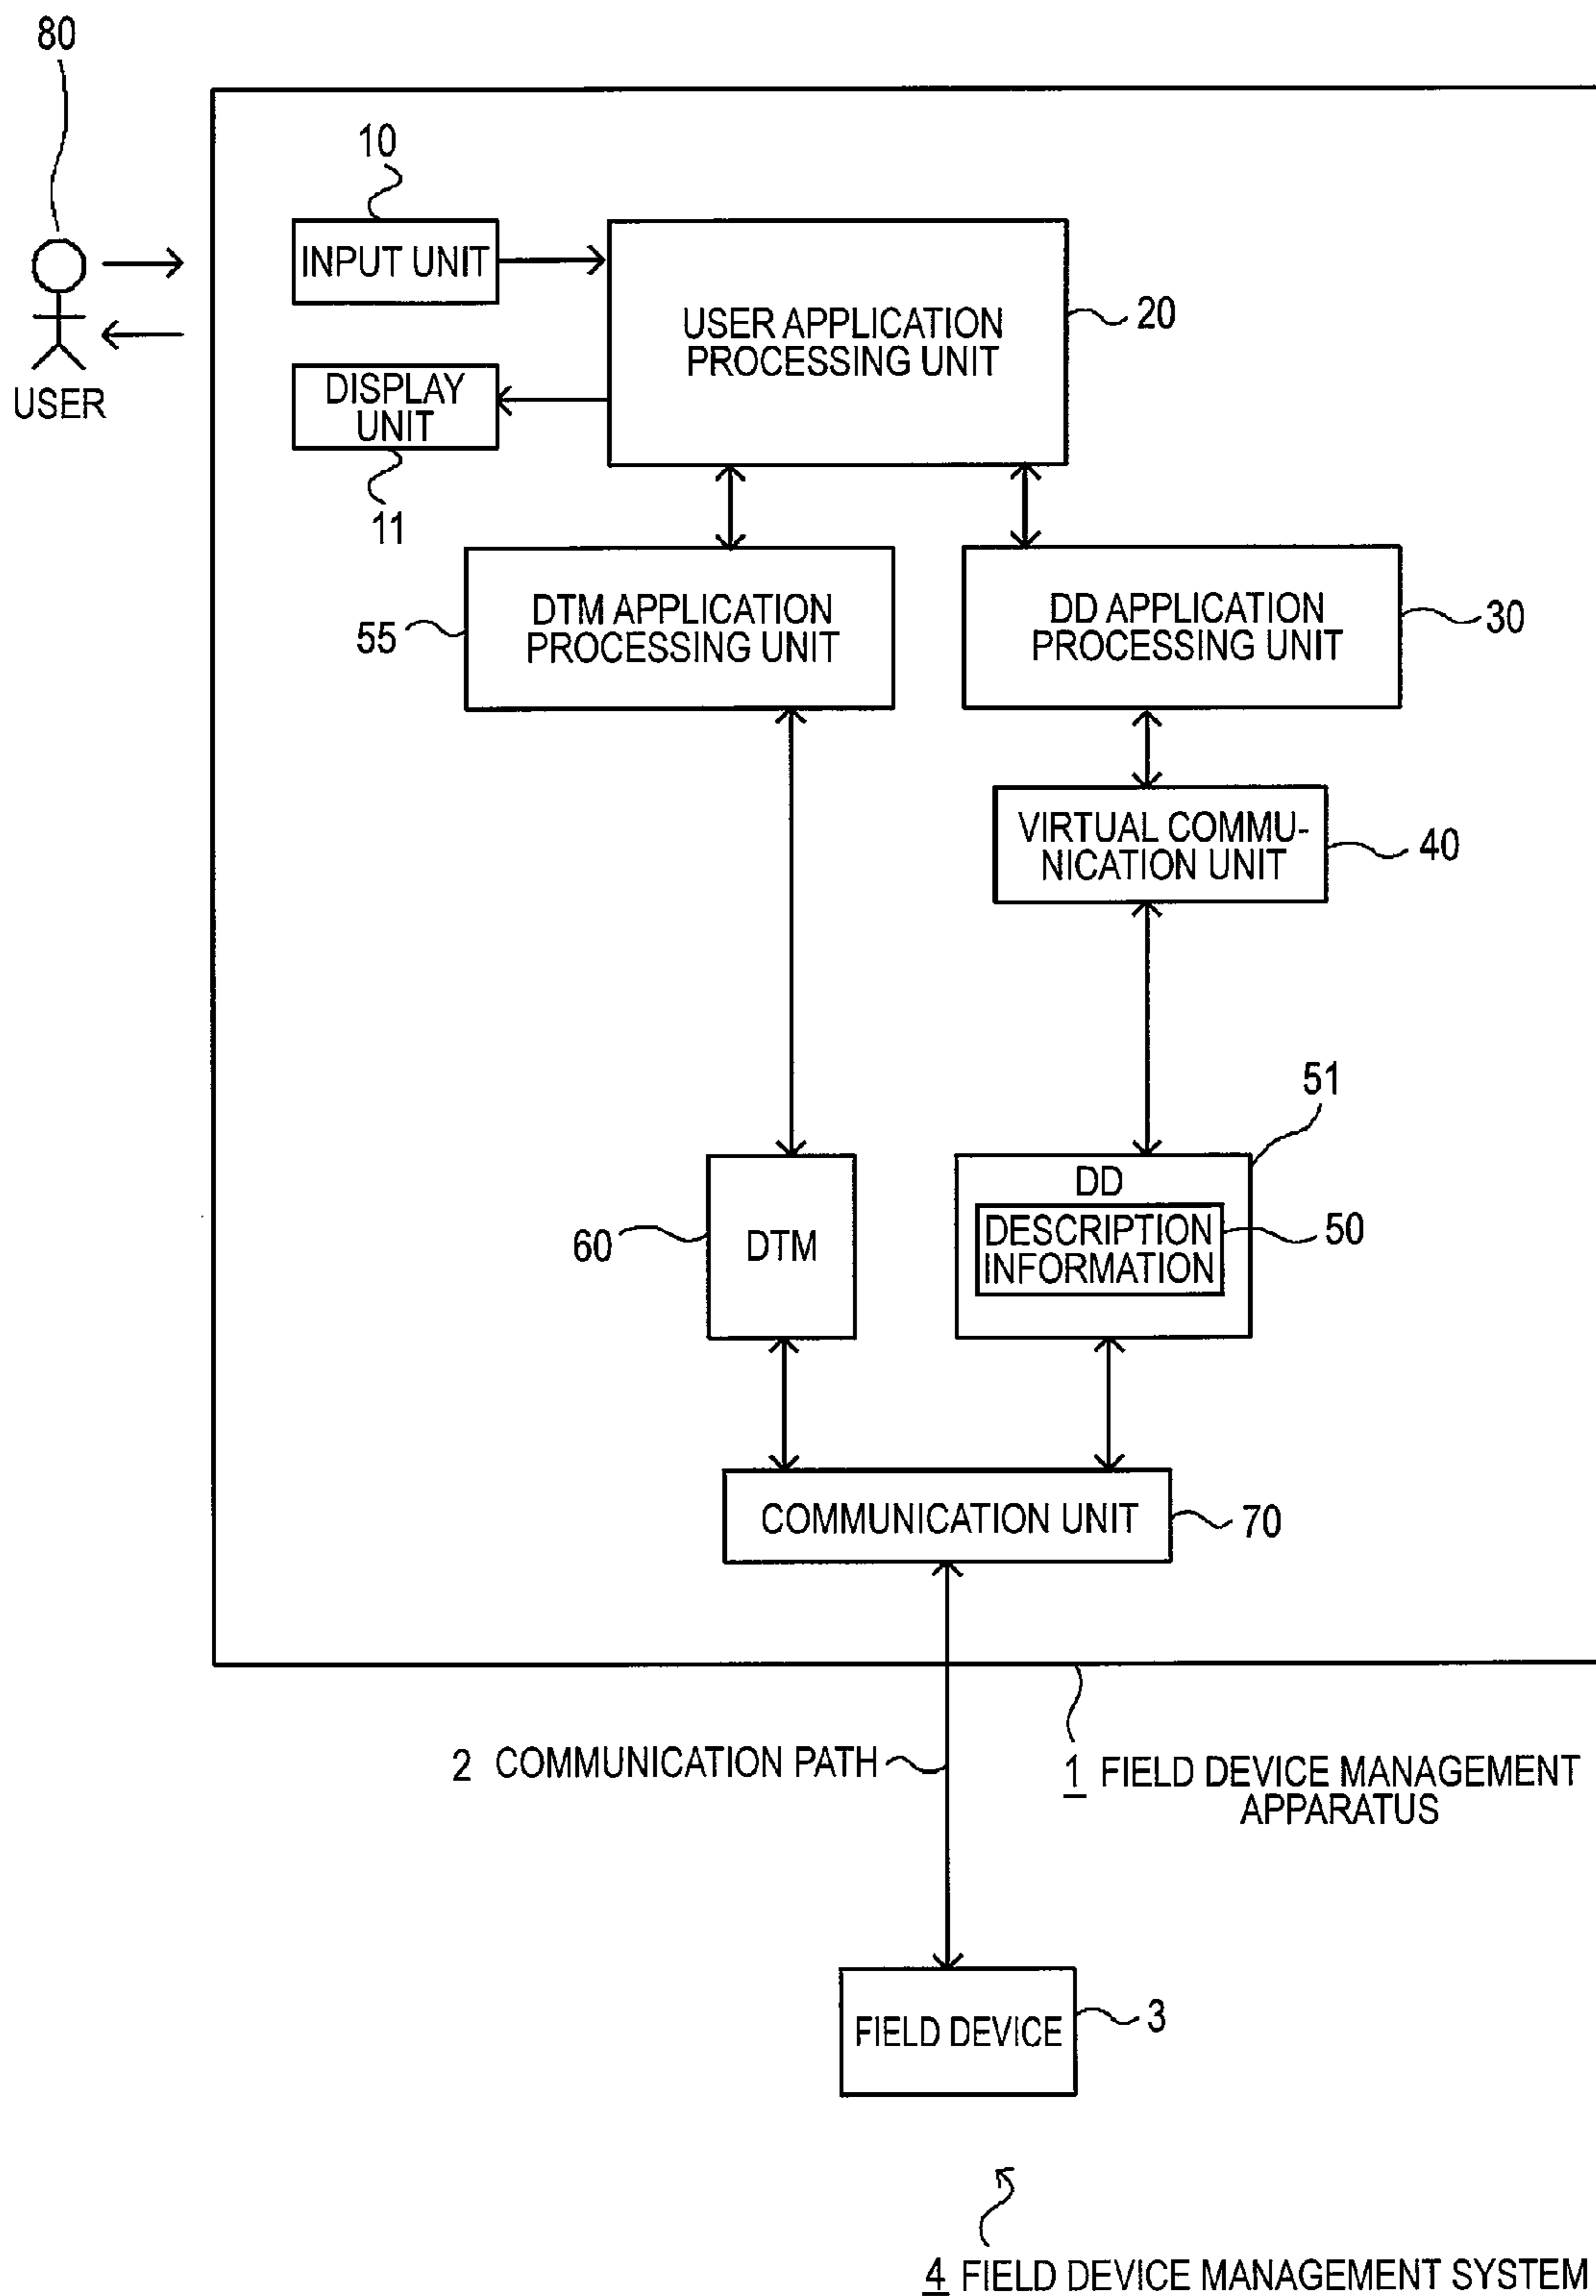 80
10
INPUT UNIT
USER APPLICATION
PROCESSING UNIT
20
USER
DISPLAY
UNIT
11
DTM APPLICATION
PROCESSING UNIT
55
DD APPLICATION
PROCESSING UNIT
30
VIRTUAL COMMU-
NICATION UNIT
40
51
60
DTM
DD
DESCRIPTION
INFORMATION
50
COMMUNICATION UNIT
70
2 COMMUNICATION PATH
1 FIELD DEVICE MANAGEMENT
APPARATUS
FIELD DEVICE
3
4 FIELD DEVICE MANAGEMENT SYSTEM